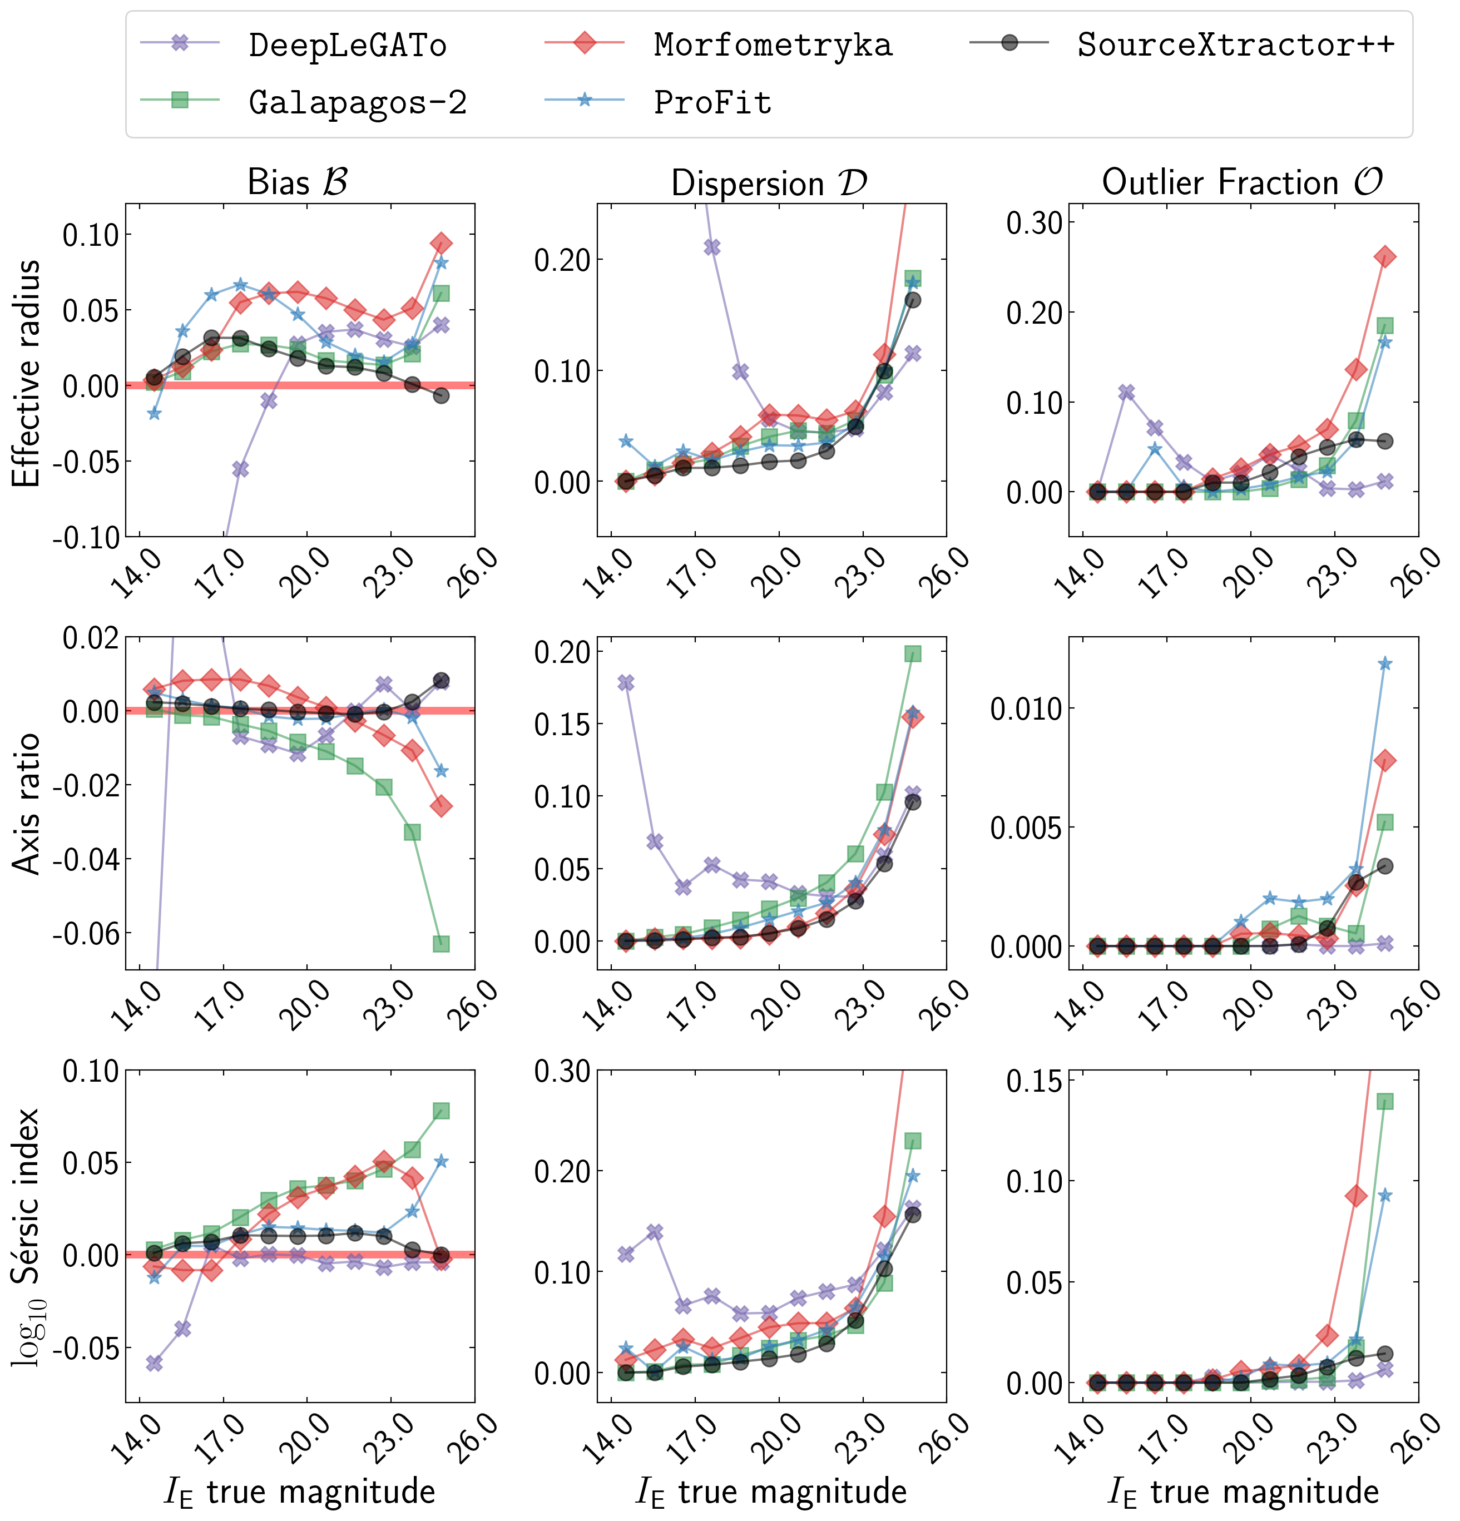 DeepLeGATo Morfometryka SourceXtractor++
Galapagos-2 ProFit
Bias ℬ Dispersion 𝒟 Outlier Fraction 𝒪
Effective radius
0.10
0.05
0.00
-0.05
-0.10
14.0 17.0 20.0 23.0 26.0
0.20
0.10
0.00
14.0 17.0 20.0 23.0 26.0
0.30
0.20
0.10
0.00
14.0 17.0 20.0 23.0 26.0
Axis ratio
0.02
0.00
-0.02
-0.04
-0.06
14.0 17.0 20.0 23.0 26.0
0.20
0.15
0.10
0.05
0.00
14.0 17.0 20.0 23.0 26.0
0.010
0.005
0.000
14.0 17.0 20.0 23.0 26.0
log₁₀ Sérsic index
0.10
0.05
0.00
-0.05
14.0 17.0 20.0 23.0 26.0
I_E true magnitude
0.30
0.20
0.10
0.00
14.0 17.0 20.0 23.0 26.0
I_E true magnitude
0.15
0.10
0.05
0.00
14.0 17.0 20.0 23.0 26.0
I_E true magnitude